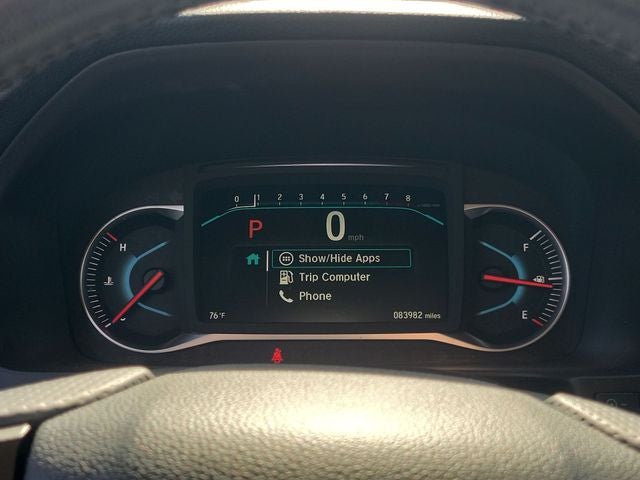 0 1 2 3 4 5 6 7 8
P 0 mph
H F
Show/Hide Apps
Trip Computer
Phone
E
76°F 083982 miles